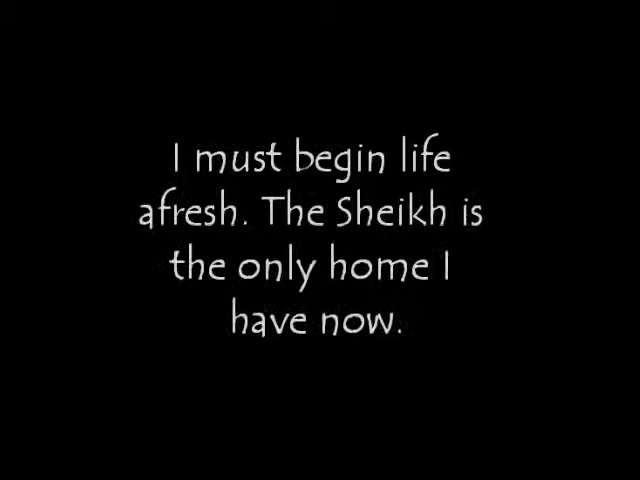 I must begin life
afresh. The Sheikh is
the only home I
have now.